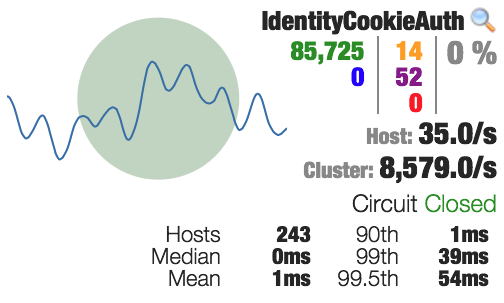 IdentityCookieAuth
85,725 14 0 %
0 52
0
Host: 35.0/s
Cluster: 8,579.0/s
Circuit Closed
Hosts 243 90th 1ms
Median 0ms 99th 39ms
Mean 1ms 99.5th 54ms